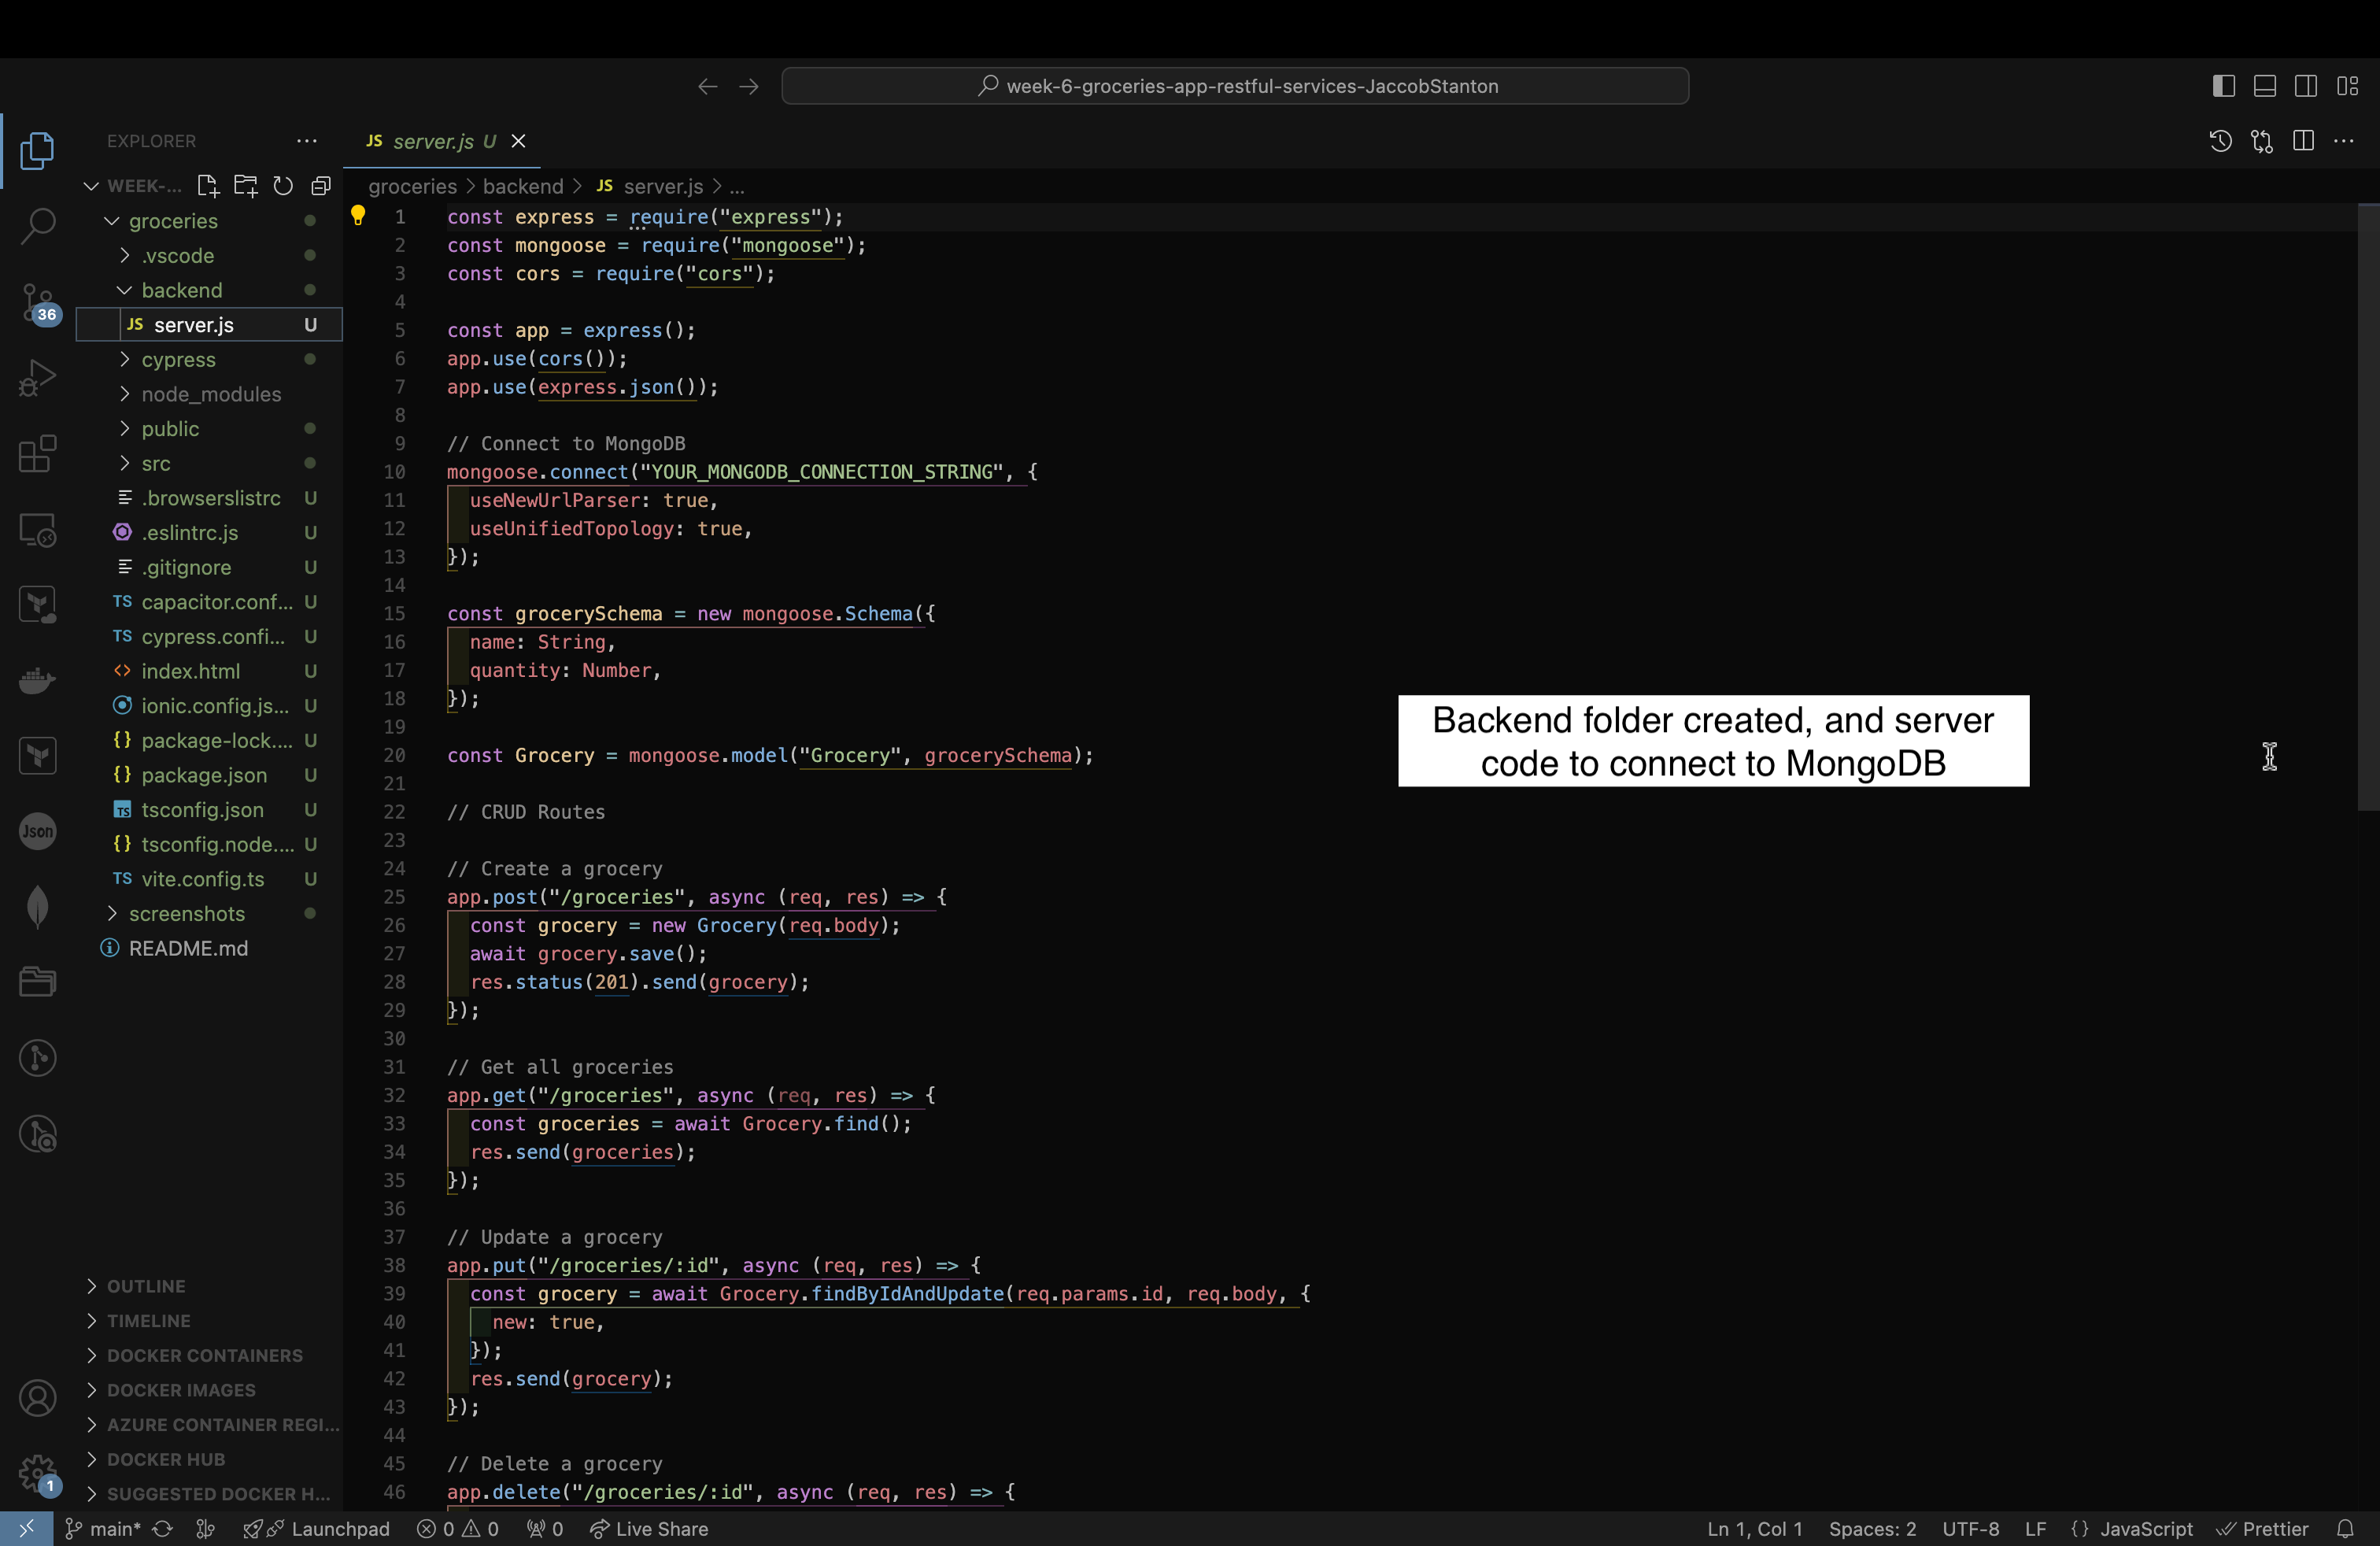 week-6-groceries-app-restful-services-JaccobStanton
EXPLORER
JS server.js U
WEEK-...
groceries > backend > JS server.js > ...
groceries
.vscode
backend
JS server.js U
cypress
node_modules
public
src
.browserslistrc U
.eslintrc.js U
.gitignore U
TS capacitor.conf... U
TS cypress.confi... U
<> index.html U
ionic.config.js... U
{} package-lock.... U
{} package.json U
TS tsconfig.json U
{} tsconfig.node.... U
TS vite.config.ts U
screenshots
README.md
36
Json
OUTLINE
TIMELINE
DOCKER CONTAINERS
DOCKER IMAGES
AZURE CONTAINER REGI...
DOCKER HUB
SUGGESTED DOCKER H...
1
1 const express = require("express");
2 const mongoose = require("mongoose");
3 const cors = require("cors");
4
5 const app = express();
6 app.use(cors());
7 app.use(express.json());
8
9 // Connect to MongoDB
10 mongoose.connect("YOUR_MONGODB_CONNECTION_STRING", {
11 useNewUrlParser: true,
12 useUnifiedTopology: true,
13 });
14
15 const grocerySchema = new mongoose.Schema({
16 name: String,
17 quantity: Number,
18 });
19
20 const Grocery = mongoose.model("Grocery", grocerySchema);
21
22 // CRUD Routes
23
24 // Create a grocery
25 app.post("/groceries", async (req, res) => {
26 const grocery = new Grocery(req.body);
27 await grocery.save();
28 res.status(201).send(grocery);
29 });
30
31 // Get all groceries
32 app.get("/groceries", async (req, res) => {
33 const groceries = await Grocery.find();
34 res.send(groceries);
35 });
36
37 // Update a grocery
38 app.put("/groceries/:id", async (req, res) => {
39 const grocery = await Grocery.findByIdAndUpdate(req.params.id, req.body, {
40 new: true,
41 });
42 res.send(grocery);
43 });
44
45 // Delete a grocery
46 app.delete("/groceries/:id", async (req, res) => {
Backend folder created, and server
code to connect to MongoDB
main* Launchpad 0 0 0 Live Share Ln 1, Col 1 Spaces: 2 UTF-8 LF {} JavaScript Prettier